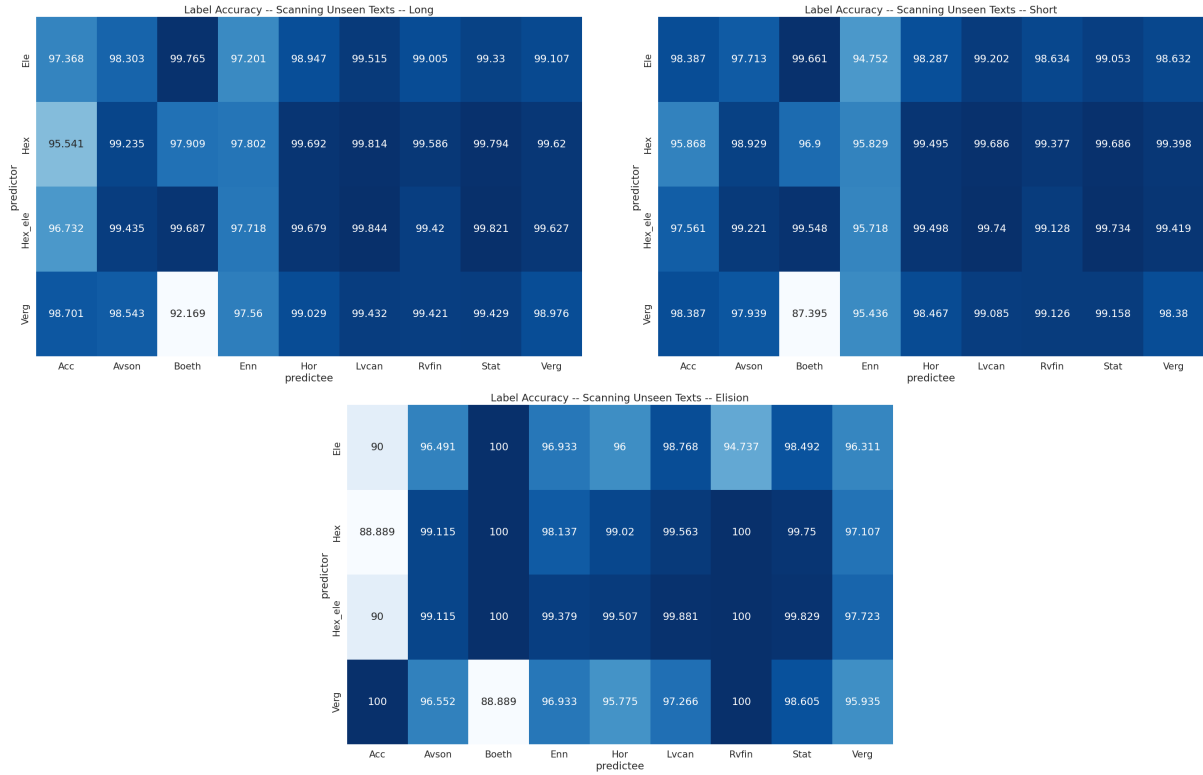 Label Accuracy -- Scanning Unseen Texts -- Long
predictor
Ele 97.368 98.303 99.765 97.201 98.947 99.515 99.005 99.33 99.107
Hex 95.541 99.235 97.909 97.802 99.692 99.814 99.586 99.794 99.62
Hex_ele 96.732 99.435 99.687 97.718 99.679 99.844 99.42 99.821 99.627
Verg 98.701 98.543 92.169 97.56 99.029 99.432 99.421 99.429 98.976
Acc Avson Boeth Enn Hor Lvcan Rvfin Stat Verg
predictee
Label Accuracy -- Scanning Unseen Texts -- Short
predictor
Ele 98.387 97.713 99.661 94.752 98.287 99.202 98.634 99.053 98.632
Hex 95.868 98.929 96.9 95.829 99.495 99.686 99.377 99.686 99.398
Hex_ele 97.561 99.221 99.548 95.718 99.498 99.74 99.128 99.734 99.419
Verg 98.387 97.939 87.395 95.436 98.467 99.085 99.126 99.158 98.38
Acc Avson Boeth Enn Hor Lvcan Rvfin Stat Verg
predictee
Label Accuracy -- Scanning Unseen Texts -- Elision
predictor
Ele 90 96.491 100 96.933 96 98.768 94.737 98.492 96.311
Hex 88.889 99.115 100 98.137 99.02 99.563 100 99.75 97.107
Hex_ele 90 99.115 100 99.379 99.507 99.881 100 99.829 97.723
Verg 100 96.552 88.889 96.933 95.775 97.266 100 98.605 95.935
Acc Avson Boeth Enn Hor Lvcan Rvfin Stat Verg
predictee